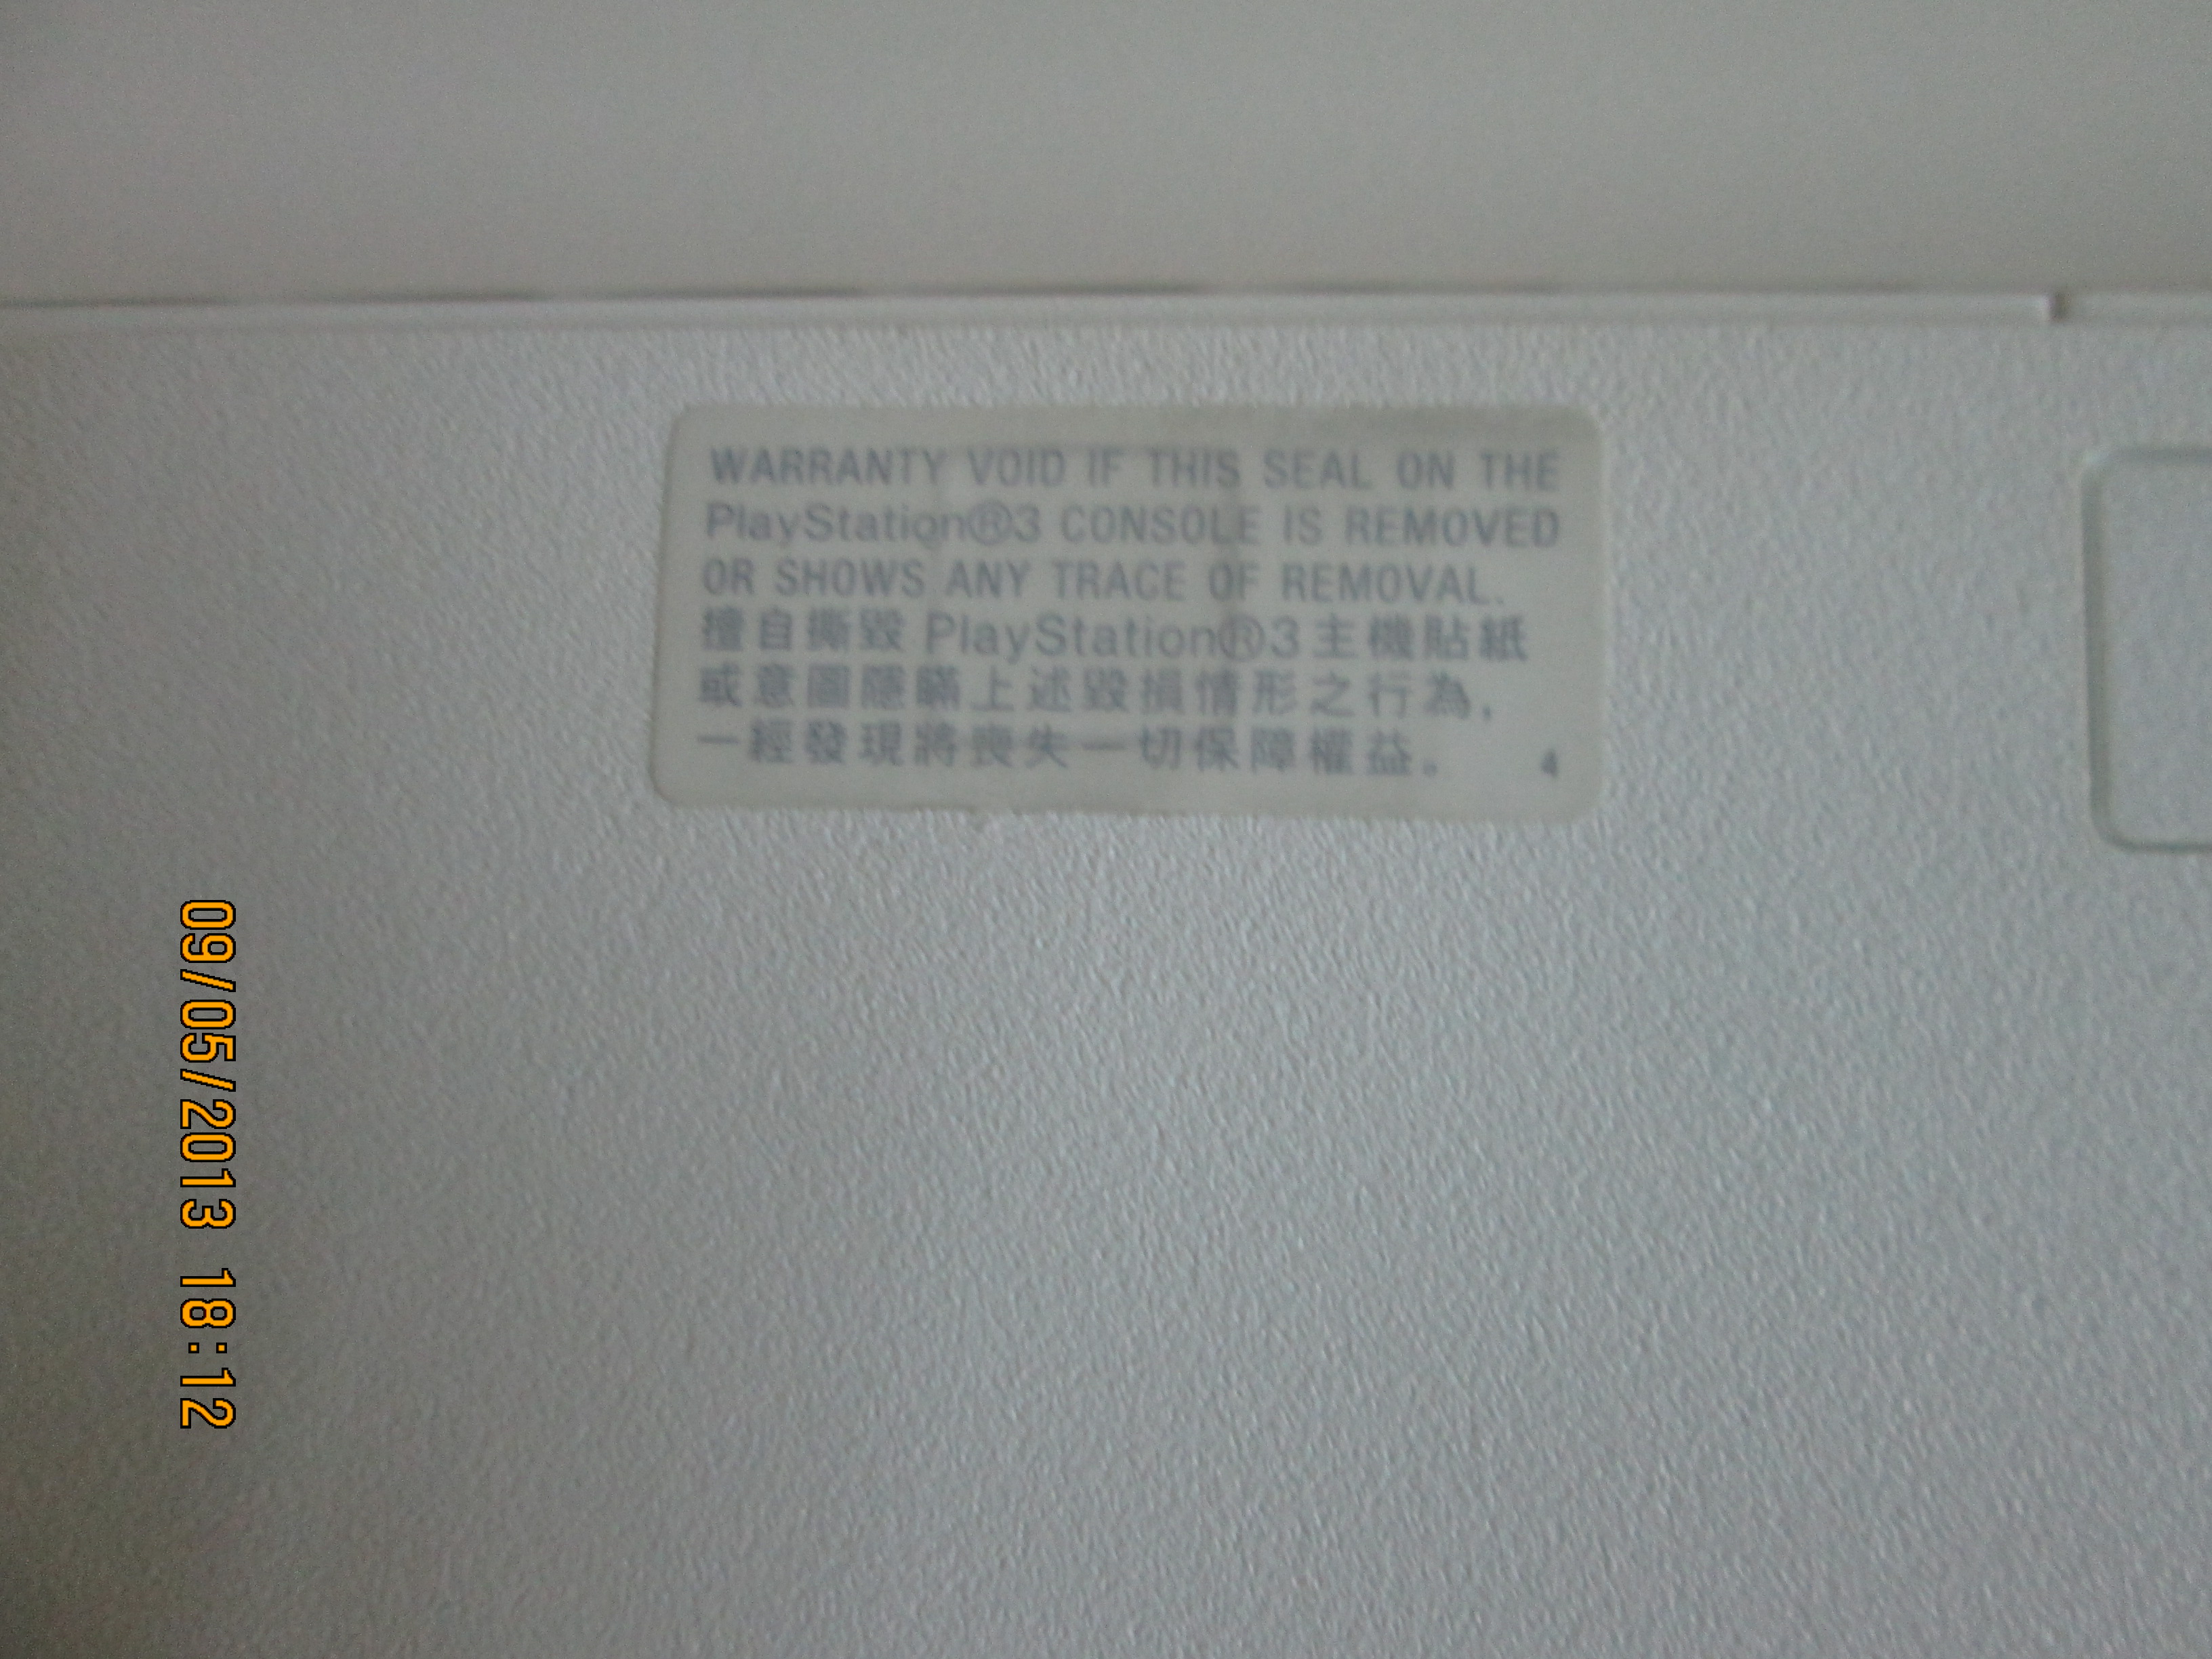 WARRANTY VOID IF THIS SEAL ON THE
PlayStation®3 CONSOLE IS REMOVED
OR SHOWS ANY TRACE OF REMOVAL.
擅自撕毀 PlayStation®3 主機貼紙
或意圖隱瞞上述毀損情形之行為，
一經發現將喪失一切保障權益。 4
09/05/2013 18:12